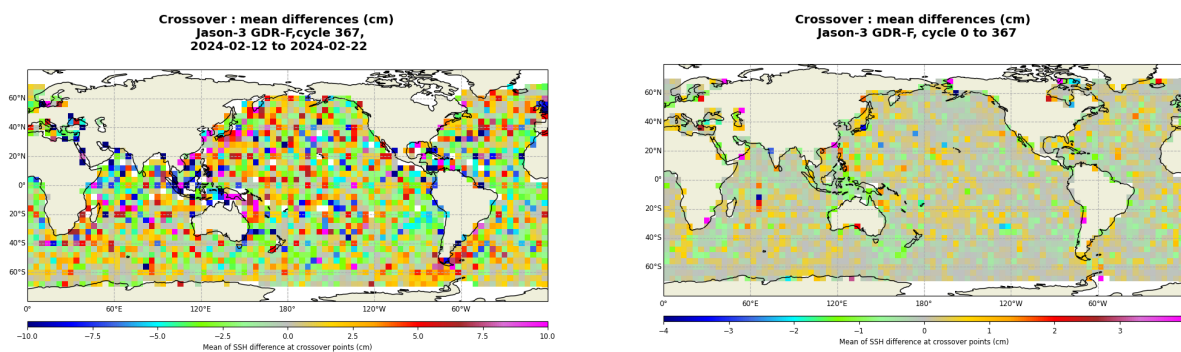 Crossover : mean differences (cm)
Jason-3 GDR-F,cycle 367,
2024-02-12 to 2024-02-22
60°N
40°N
20°N
0°
20°S
40°S
60°S
0° 60°E 120°E 180° 120°W 60°W
−10.0 −7.5 −5.0 −2.5 0.0 2.5 5.0 7.5 10.0
Mean of SSH difference at crossover points (cm)
Crossover : mean differences (cm)
Jason-3 GDR-F, cycle 0 to 367
60°N
40°N
20°N
0°
20°S
40°S
60°S
0° 60°E 120°E 180° 120°W 60°W
−4 −3 −2 −1 0 1 2 3 4
Mean of SSH difference at crossover points (cm)